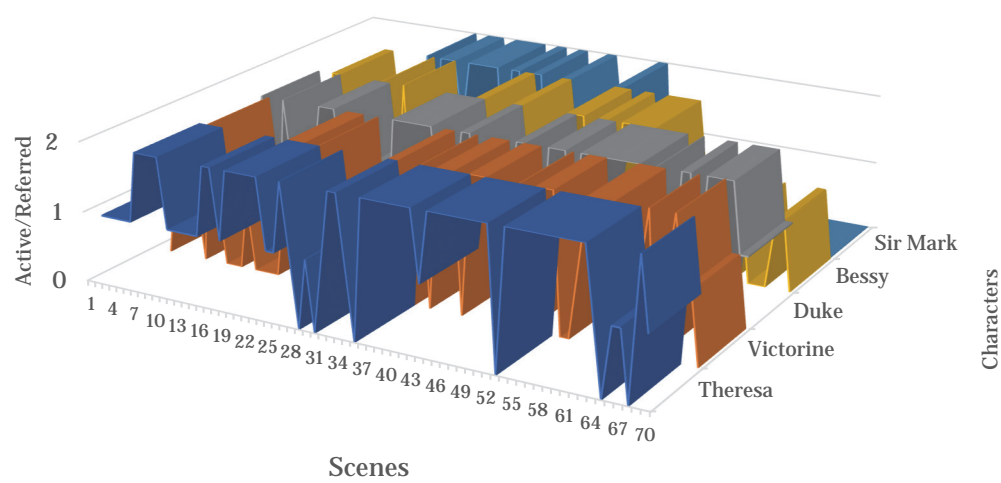 2
1
0
Active/Referred
1 4 7 10 13 16 19 22 25 28 31 34 37 40 43 46 49 52 55 58 61 64 67 70
Scenes
Sir Mark
Bessy
Duke
Victorine
Theresa
Characters